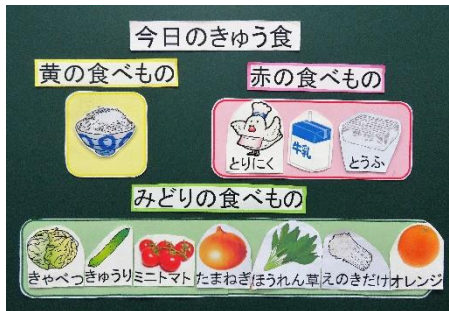 今日のきゅう食
黄の食べもの
赤の食べもの
とりにく
牛乳
とうふ
みどりの食べもの
きゃべつ
きゅうり
ミニトマト
たまねぎ
ほうれん草
えのきだけ
オレンジ